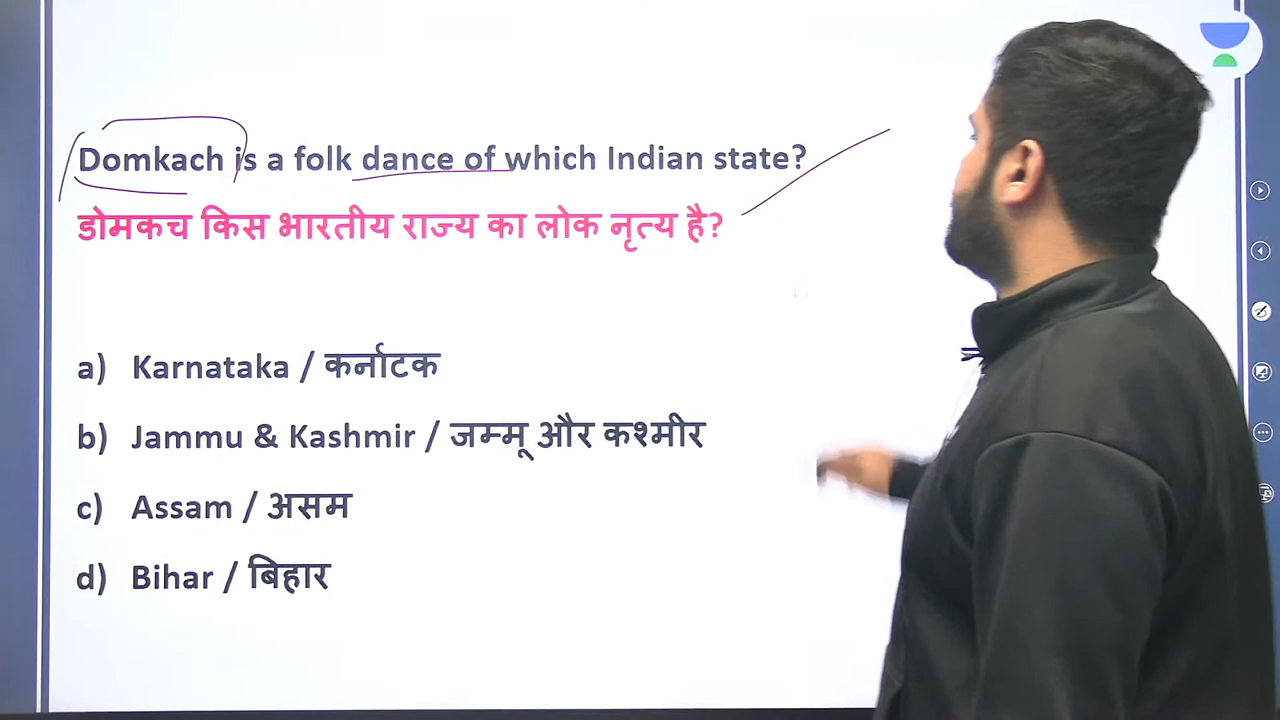 Domkach is a folk dance of which Indian state?
डोमकच किस भारतीय राज्य का लोक नृत्य है?
a) Karnataka / कर्नाटक
b) Jammu & Kashmir / जम्मू और कश्मीर
c) Assam / असम
d) Bihar / बिहार